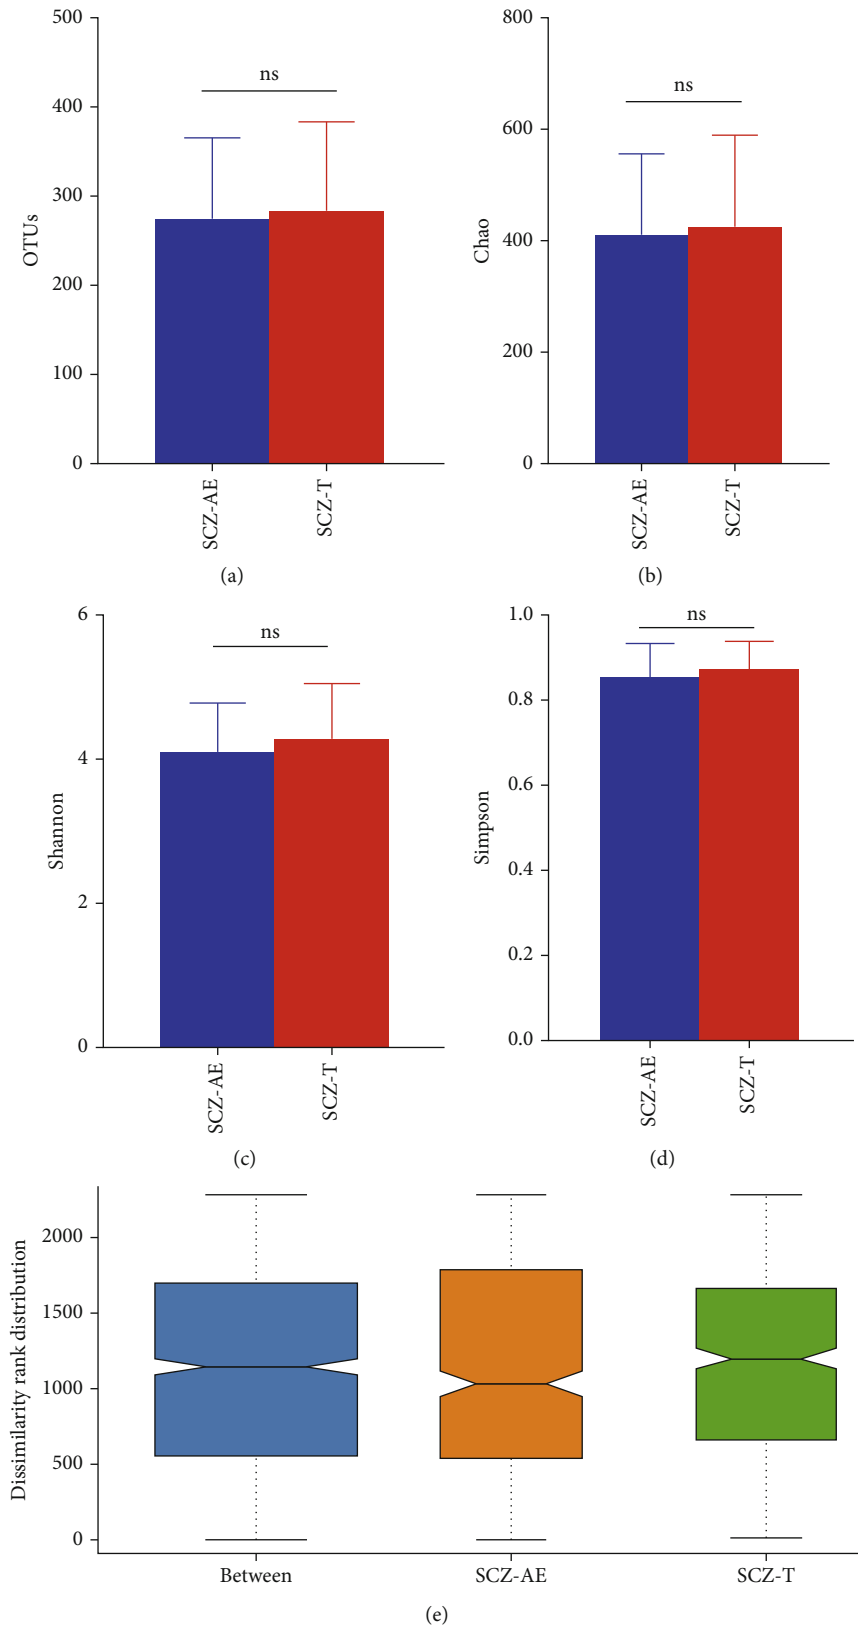 500
400
300
200
100
0
OTUs
ns
SCZ-AE
SCZ-T
(a)
800
600
400
200
0
Chao
ns
SCZ-AE
SCZ-T
(b)
6
4
2
0
Shannon
ns
SCZ-AE
SCZ-T
(c)
1.0
0.8
0.6
0.4
0.2
0.0
Simpson
ns
SCZ-AE
SCZ-T
(d)
2000
1500
1000
500
0
Dissimilarity rank distribution
Between
SCZ-AE
SCZ-T
(e)